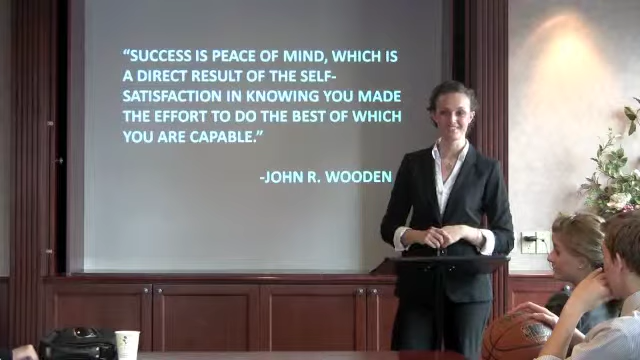 “SUCCESS IS PEACE OF MIND, WHICH IS
A DIRECT RESULT OF THE SELF-
SATISFACTION IN KNOWING YOU MADE
THE EFFORT TO DO THE BEST OF WHICH
YOU ARE CAPABLE.”
-JOHN R. WOODEN